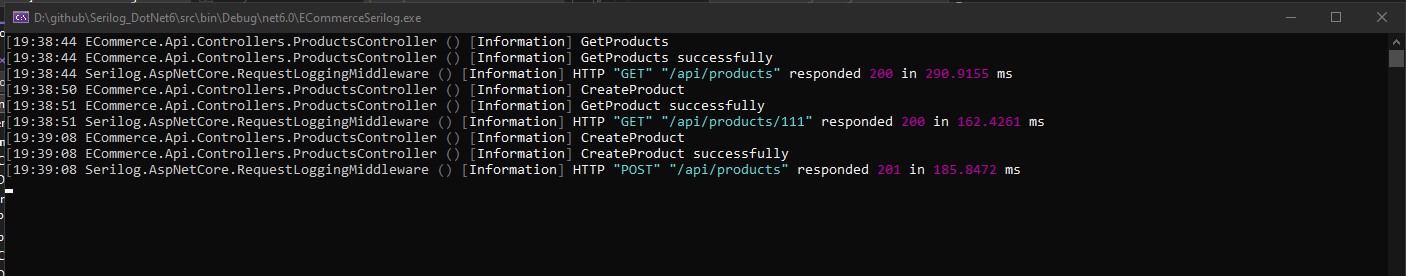 D:\github\Serilog_DotNet6\src\bin\Debug\net6.0\ECommerceSerilog.exe
[19:38:44 ECommerce.Api.Controllers.ProductsController () [Information] GetProducts
[19:38:44 ECommerce.Api.Controllers.ProductsController () [Information] GetProducts successfully
[19:38:44 Serilog.AspNetCore.RequestLoggingMiddleware () [Information] HTTP "GET" "/api/products" responded 200 in 290.9155 ms
[19:38:50 ECommerce.Api.Controllers.ProductsController () [Information] CreateProduct
[19:38:51 ECommerce.Api.Controllers.ProductsController () [Information] GetProduct successfully
[19:38:51 Serilog.AspNetCore.RequestLoggingMiddleware () [Information] HTTP "GET" "/api/products/111" responded 200 in 162.4261 ms
[19:39:08 ECommerce.Api.Controllers.ProductsController () [Information] CreateProduct
[19:39:08 ECommerce.Api.Controllers.ProductsController () [Information] CreateProduct successfully
[19:39:08 Serilog.AspNetCore.RequestLoggingMiddleware () [Information] HTTP "POST" "/api/products" responded 201 in 185.8472 ms